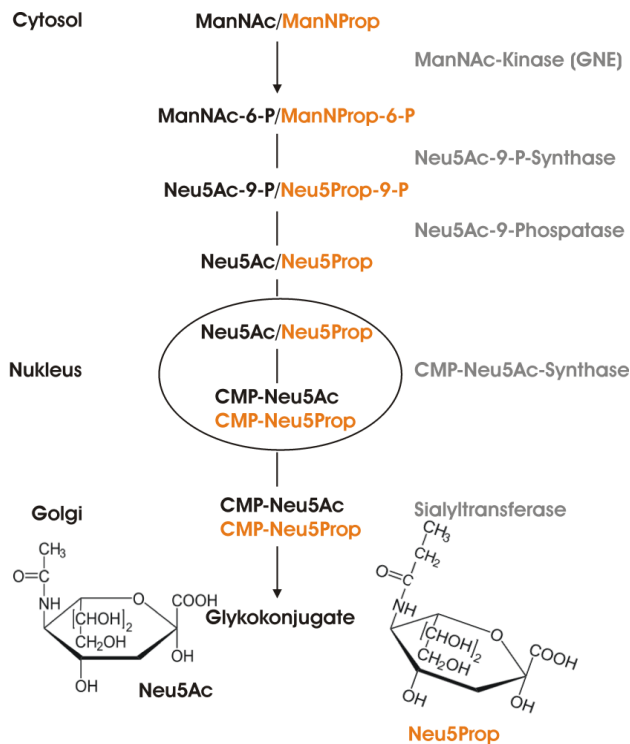 Cytosol
ManNAc/ManNProp
ManNAc-Kinase (GNE)
ManNAc-6-P/ManNProp-6-P
Neu5Ac-9-P-Synthase
Neu5Ac-9-P/Neu5Prop-9-P
Neu5Ac-9-Phospatase
Neu5Ac/Neu5Prop
Neu5Ac/Neu5Prop
Nukleus
CMP-Neu5Ac-Synthase
CMP-Neu5Ac
CMP-Neu5Prop
Golgi
CMP-Neu5Ac
CMP-Neu5Prop
Sialyltransferase
CH₃
O
NH
O
COOH
[CHOH]₂
CH₂OH
OH
OH
Neu5Ac
Glykokonjugate
CH₃
CH₂
O
NH
O
COOH
[CHOH]₂
CH₂OH
OH
OH
Neu5Prop